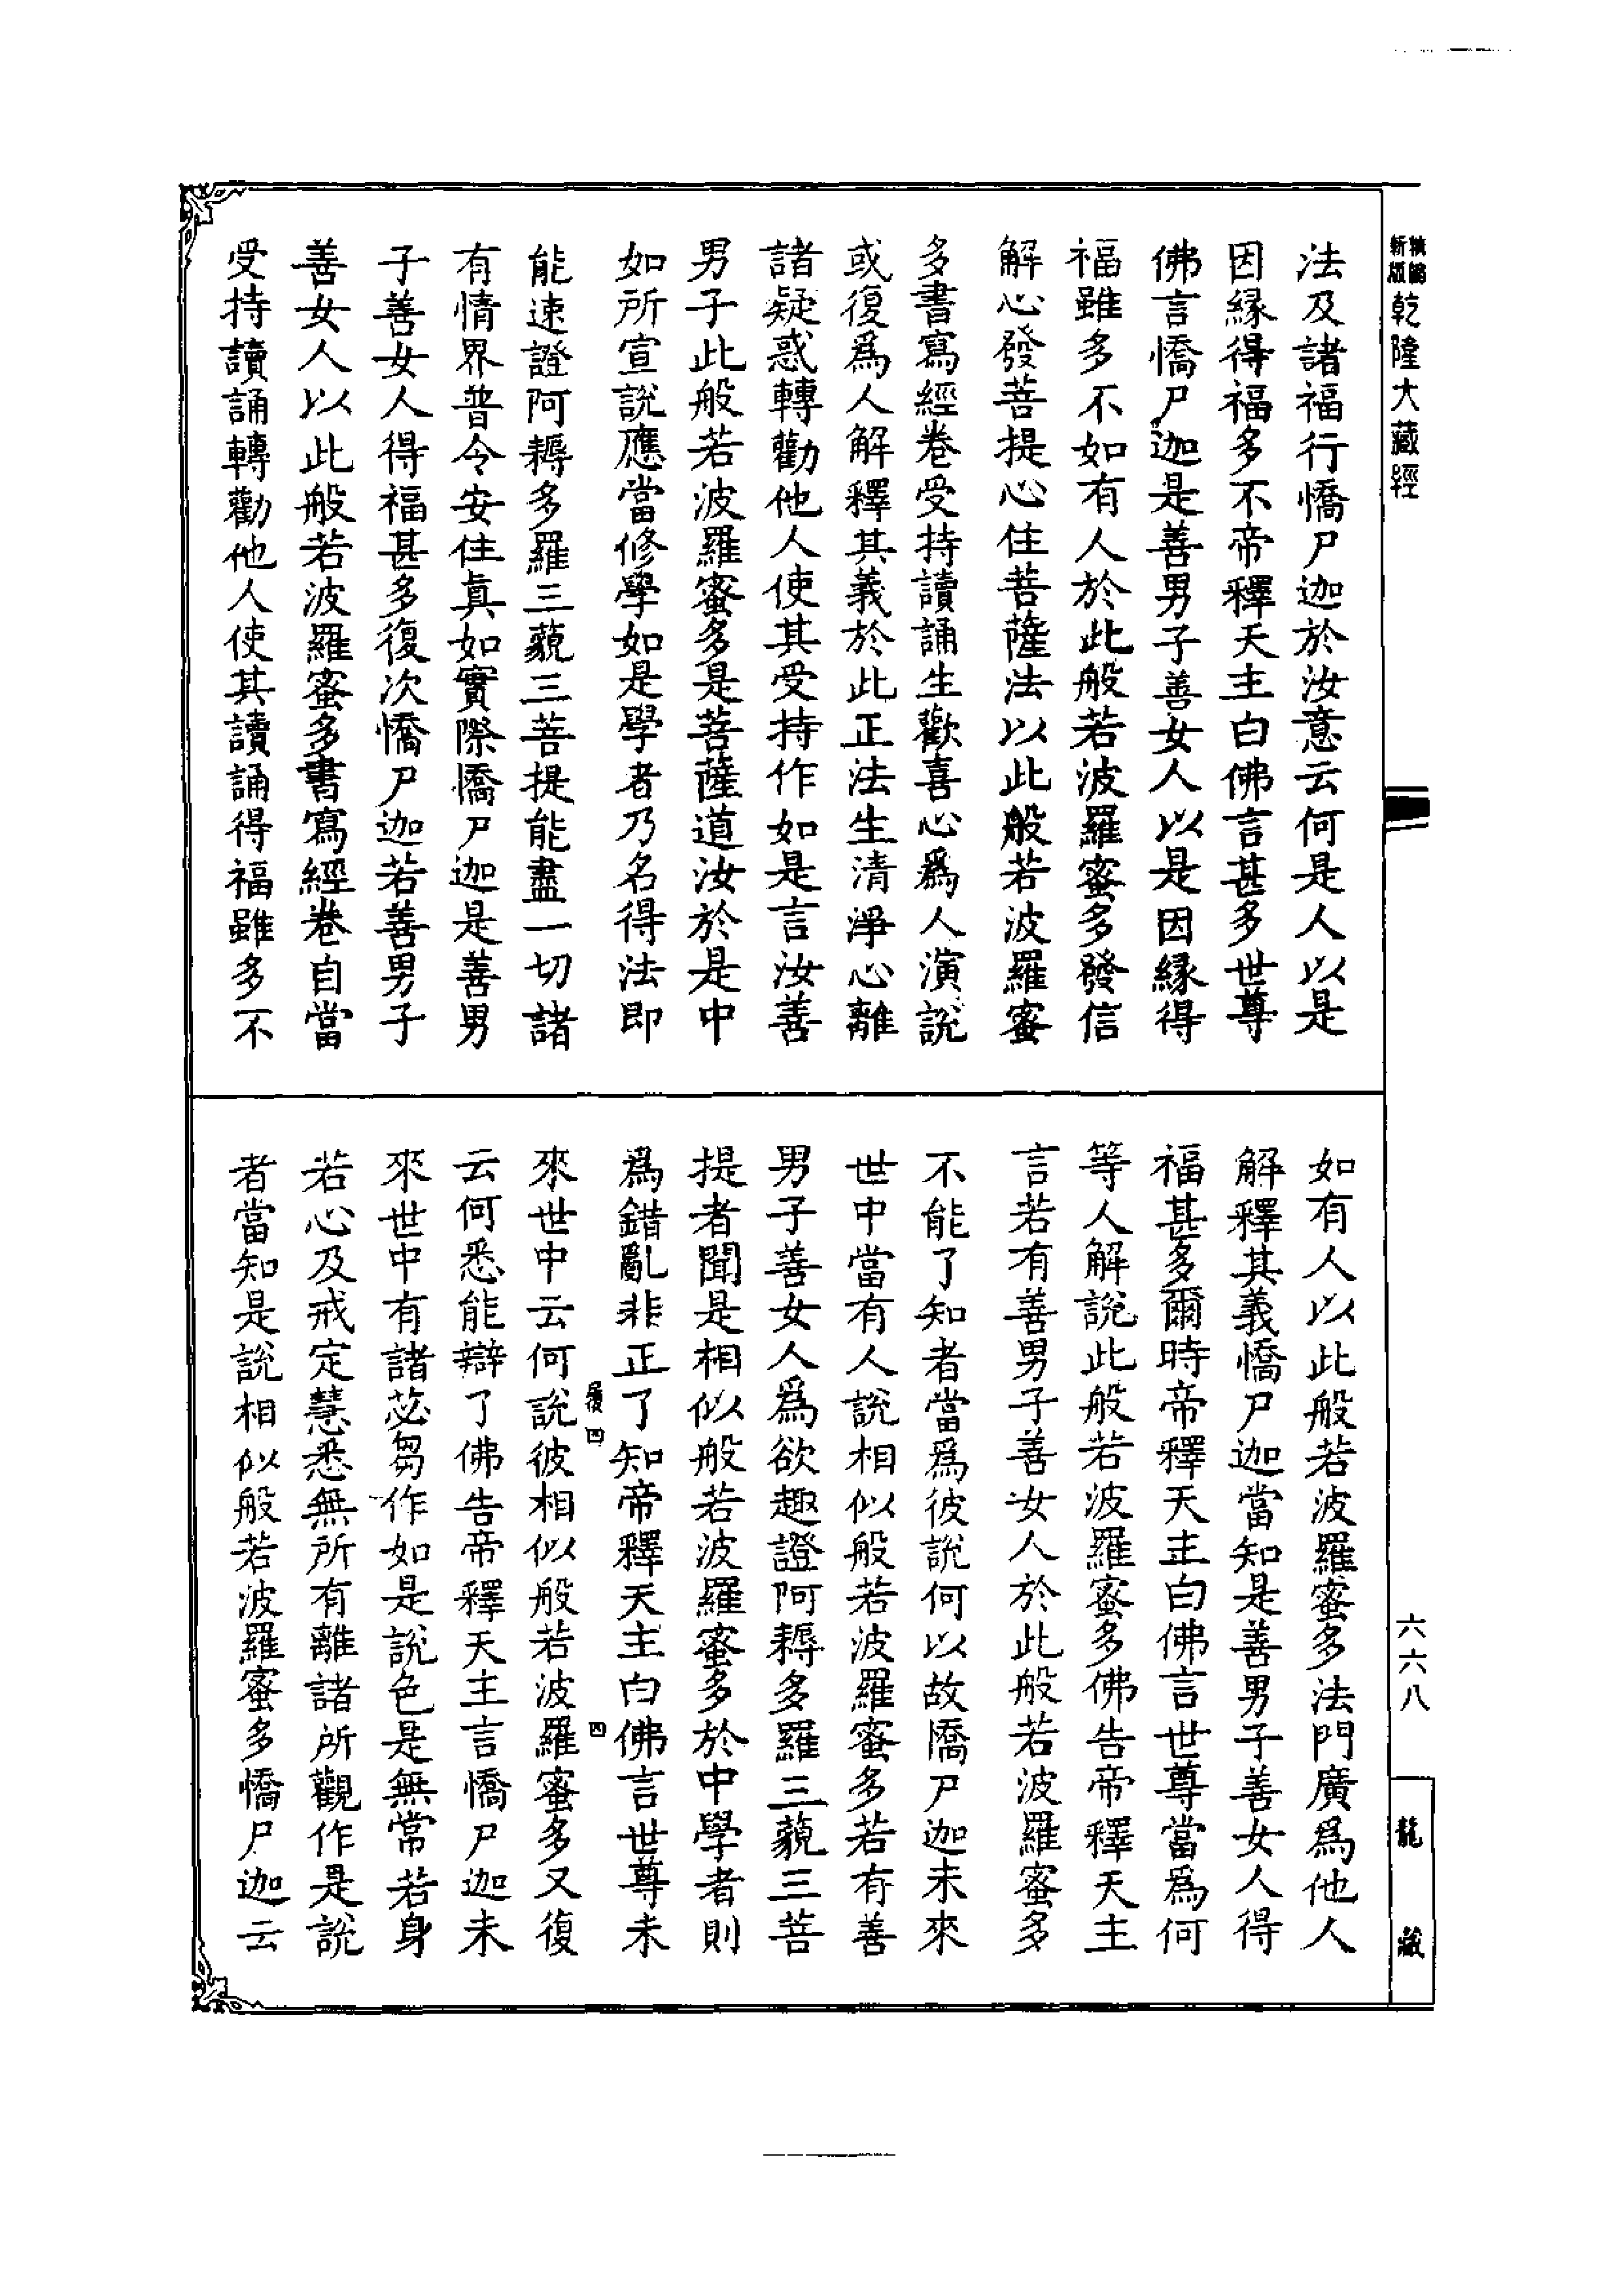 乾隆大藏經
法及諸福行憍尸迦於汝意云何是人以是
因緣得福多不帝釋天主白佛言甚多世尊
佛言憍尸迦是善男子善女人以是因緣得
福雖多不如有人於此般若波羅蜜多發信
解心發菩提心住菩薩法以此般若波羅蜜
多書寫經卷受持讀誦生歡喜心爲人演說
或復爲人解釋其義於此正法生清淨心離
諸疑惑轉勸他人使其受持作如是言汝善
男子此般若波羅蜜多是菩薩道汝於是中
如所宣說應當修學如是學者乃名得法即
能速證阿耨多羅三藐三菩提能盡一切諸
有情界普令安住真如實際憍尸迦是善男
子善女人得福甚多復次憍尸迦若善男子
善女人以此般若波羅蜜多書寫經卷自當
受持讀誦轉勸他人使其讀誦得福雖多不
如有人以此般若波羅蜜多法門廣爲他人
解釋其義憍尸迦當知是善男子善女人得
福甚多爾時帝釋天主白佛言世尊當爲何
等人解說此般若波羅蜜多佛告帝釋天主
言若有善男子善女人於此般若波羅蜜多
不能了知者當爲彼說何以故憍尸迦未來
世中當有人說相似般若波羅蜜多若有善
男子善女人爲欲趣證阿耨多羅三藐三菩
提者聞是相似般若波羅蜜多於中學者則
爲錯亂非正了知帝釋天主白佛言世尊未
來世中云何說彼相似般若波羅蜜多又復
云何悉能辯了佛告帝釋天主言憍尸迦未
來世中有諸苾芻作如是說色是無常若身
若心及戒定慧悉無所有離諸所觀作是說
者當知是說相似般若波羅蜜多憍尸迦云
四
四
六六八
龍藏